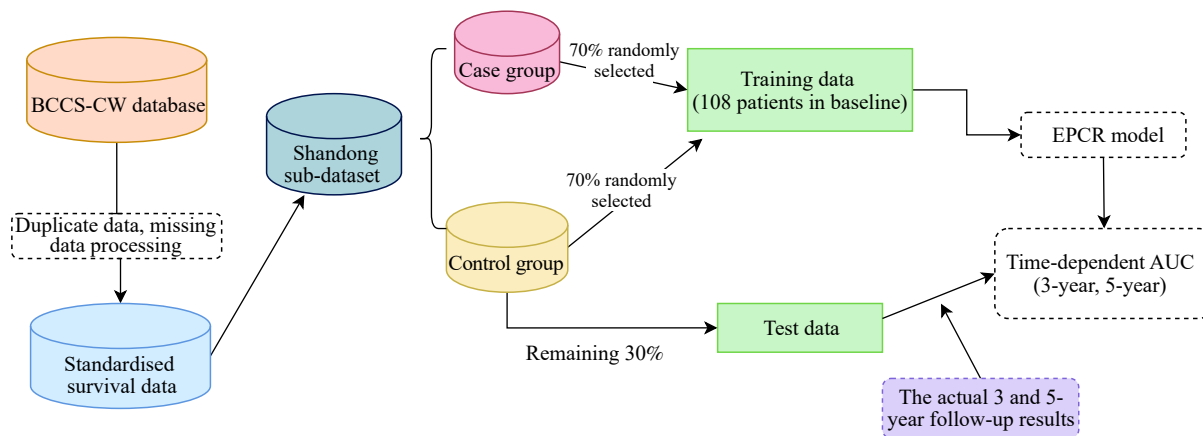 BCCS-CW database
Duplicate data, missing
data processing
Standardised
survival data
Shandong
sub-dataset
Case group
Control group
70% randomly
selected
70% randomly
selected
Remaining 30%
Training data
(108 patients in baseline)
Test data
EPCR model
Time-dependent AUC
(3-year, 5-year)
The actual 3 and 5-
year follow-up results